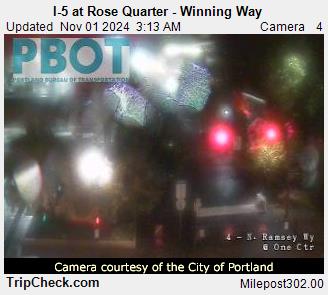 I-5 at Rose Quarter - Winning Way
Updated Nov 01 2024 3:13 AM Camera 4
PBOT
PORTLAND BUREAU OF TRANSPORTATION
4 - N. Ramsey Wy
@ One Ctr
Camera courtesy of the City of Portland
TripCheck.com Milepost302.00